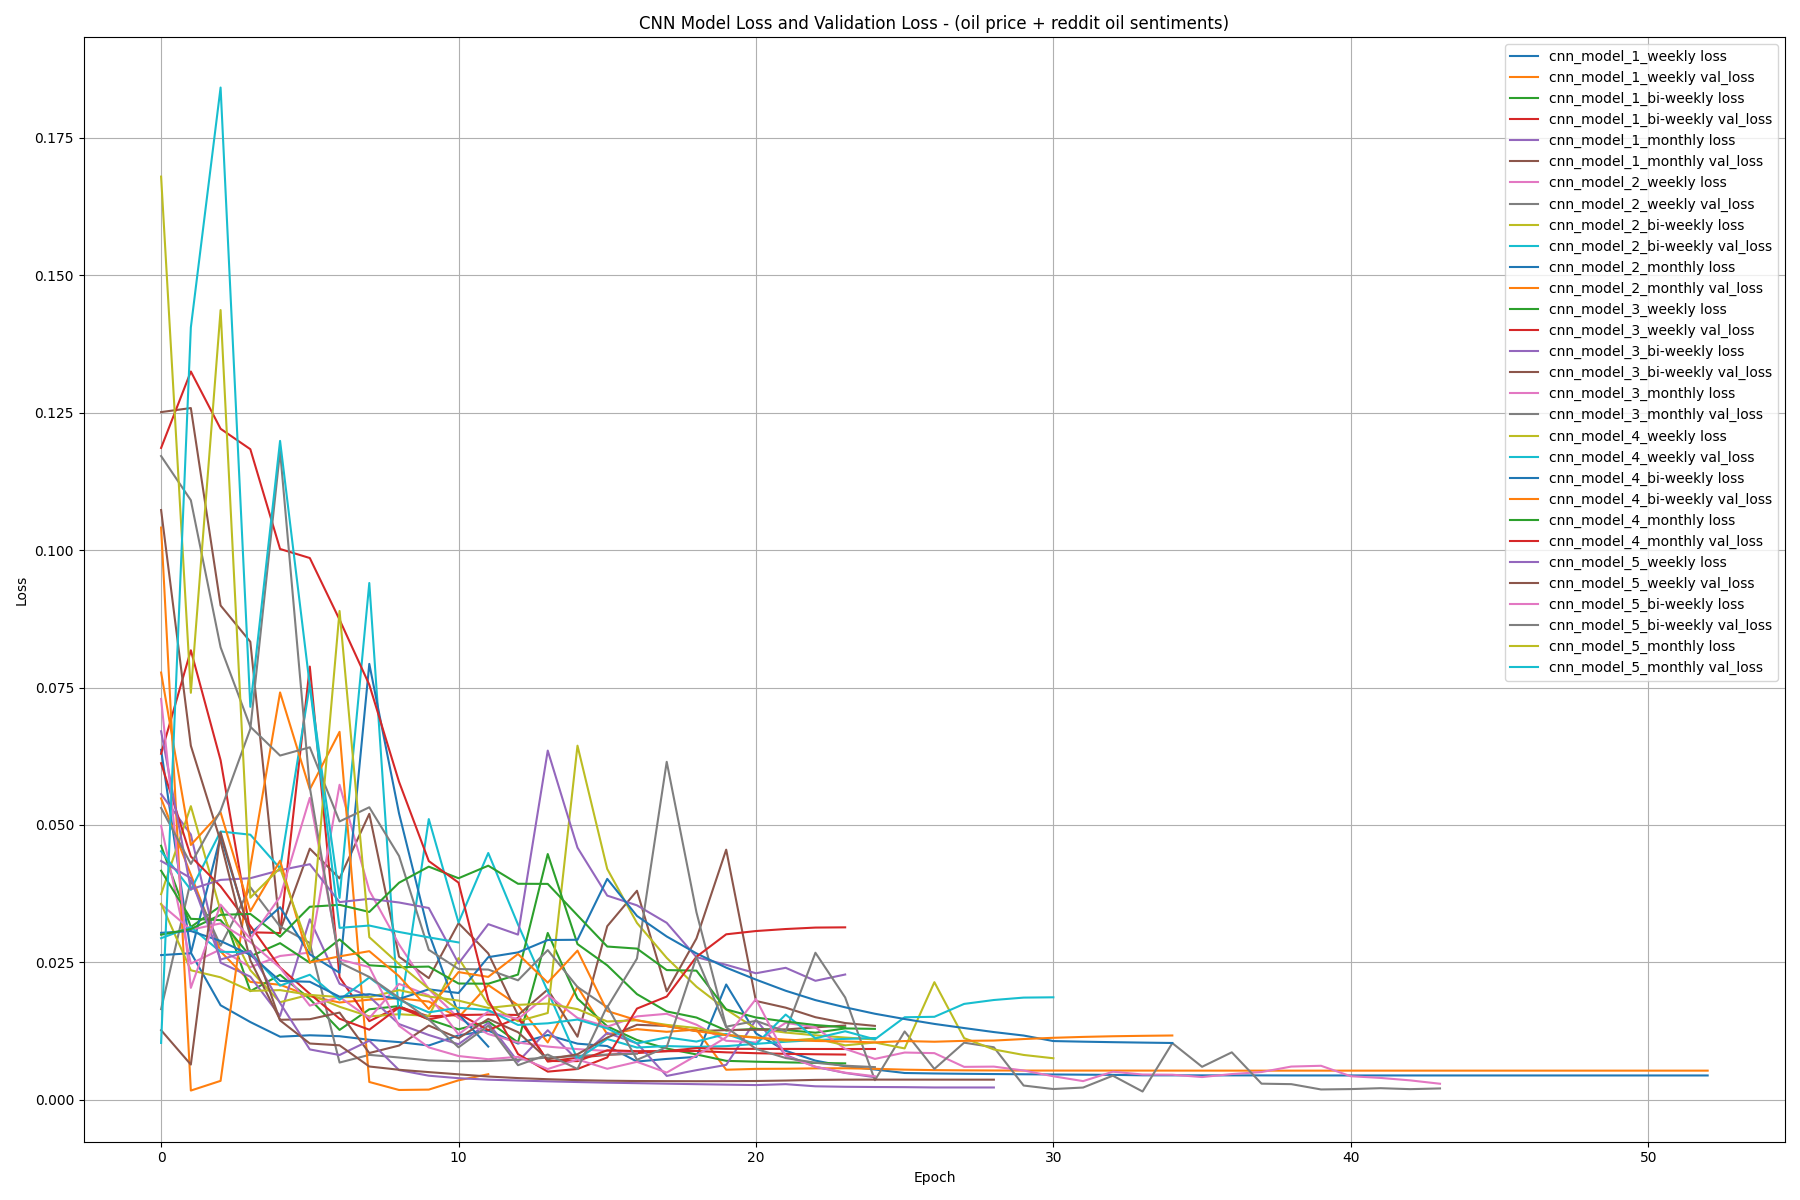 CNN Model Loss and Validation Loss - (oil price + reddit oil sentiments)
cnn_model_1_weekly loss
cnn_model_1_weekly val_loss
cnn_model_1_bi-weekly loss
cnn_model_1_bi-weekly val_loss
cnn_model_1_monthly loss
cnn_model_1_monthly val_loss
cnn_model_2_weekly loss
cnn_model_2_weekly val_loss
cnn_model_2_bi-weekly loss
cnn_model_2_bi-weekly val_loss
cnn_model_2_monthly loss
cnn_model_2_monthly val_loss
cnn_model_3_weekly loss
cnn_model_3_weekly val_loss
cnn_model_3_bi-weekly loss
cnn_model_3_bi-weekly val_loss
cnn_model_3_monthly loss
cnn_model_3_monthly val_loss
cnn_model_4_weekly loss
cnn_model_4_weekly val_loss
cnn_model_4_bi-weekly loss
cnn_model_4_bi-weekly val_loss
cnn_model_4_monthly loss
cnn_model_4_monthly val_loss
cnn_model_5_weekly loss
cnn_model_5_weekly val_loss
cnn_model_5_bi-weekly loss
cnn_model_5_bi-weekly val_loss
cnn_model_5_monthly loss
cnn_model_5_monthly val_loss
0.175
0.150
0.125
0.100
0.075
0.050
0.025
0.000
Loss
0 10 20 30 40 50
Epoch